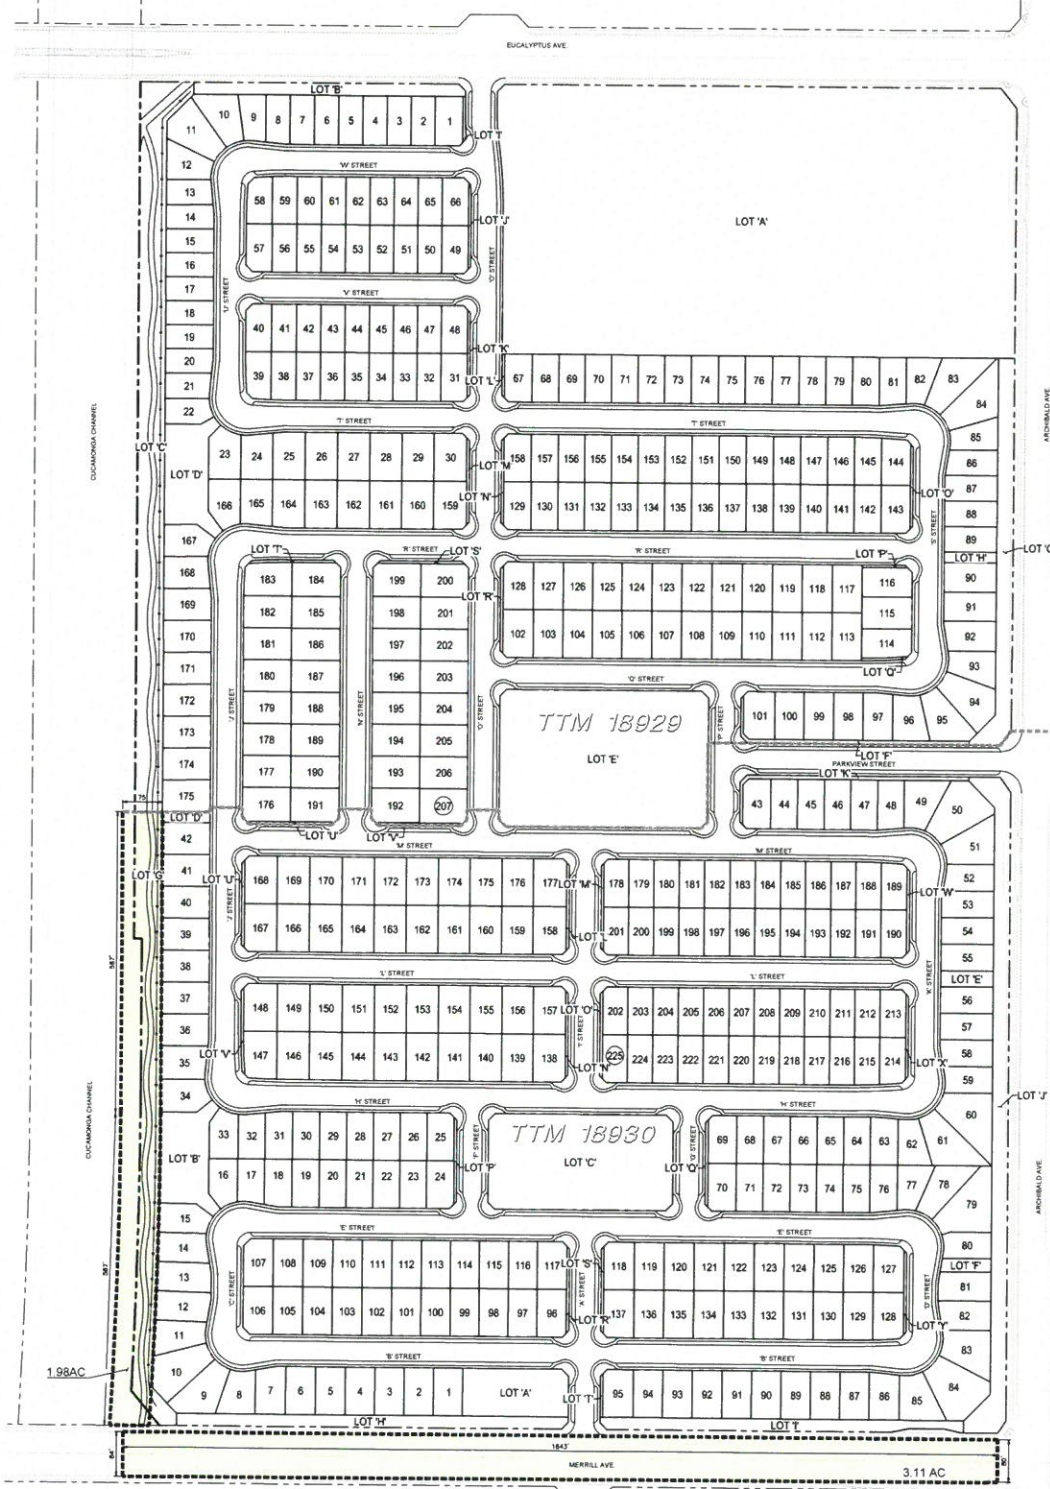 EUCALYPTUS AVE.
LOT 'B'
11 10 9 8 7 6 5 4 3 2 1
LOT 'I'
12
'W' STREET
13
58 59 60 61 62 63 64 65 66
14
LOT 'J'
LOT 'A'
15
57 56 55 54 53 52 51 50 49
16
'U' STREET
'O' STREET
17
'V' STREET
18
40 41 42 43 44 45 46 47 48
19
LOT 'K'
20
39 38 37 36 35 34 33 32 31
LOT 'L'
67 68 69 70 71 72 73 74 75 76 77 78 79 80 81 82 83
21
22
84
CUCAMONGA CHANNEL
ARCHIBALD AVE.
'T' STREET
'T' STREET
85
LOT 'C'
23 24 25 26 27 28 29 30
158 157 156 155 154 153 152 151 150 149 148 147 146 145 144
86
LOT 'D'
LOT 'M'
87
LOT 'N'
LOT 'O'
166 165 164 163 162 161 160 159
129 130 131 132 133 134 135 136 137 138 139 140 141 142 143
88
'S' STREET
167
89
LOT 'T'
'R' STREET
LOT 'S'
'R' STREET
LOT 'P'
LOT 'H'
168
183 184
199 200
128 127 126 125 124 123 122 121 120 119 118 117
116
90
LOT 'R'
169
182 185
198 201
115
91
170
181 186
197 202
102 103 104 105 106 107 108 109 110 111 112 113
114
92
171
180 187
196 203
'Q' STREET
LOT 'Q'
93
172
179 188
195 204
'J' STREET
'N' STREET
'O' STREET
TTM 18929
'P' STREET
101 100 99 98 97 96 95
94
173
178 189
194 205
LOT 'E'
LOT 'F'
174
177 190
193 206
PARKVIEW STREET
LOT 'K'
175
176 191
192 207
43 44 45 46 47 48 49 50
75'
LOT 'D'
LOT 'U'
LOT 'V'
42
'M' STREET
'M' STREET
51
41
LOT 'G'
LOT 'U'
168 169 170 171 172 173 174 175 176 177
LOT 'M'
178 179 180 181 182 183 184 185 186 187 188 189
LOT 'W'
52
40
53
'J' STREET
39
167 166 165 164 163 162 161 160 159 158
201 200 199 198 197 196 195 194 193 192 191 190
54
38
55
587'
'L' STREET
'L' STREET
'K' STREET
LOT 'E'
37
148 149 150 151 152 153 154 155 156 157
LOT 'O'
202 203 204 205 206 207 208 209 210 211 212 213
56
36
57
'I' STREET
LOT 'V'
147 146 145 144 143 142 141 140 139 138
LOT 'N'
225 224 223 222 221 220 219 218 217 216 215 214
LOT 'X'
58
35
59
34
LOT 'J'
CUCAMONGA CHANNEL
ARCHIBALD AVE.
'H' STREET
'H' STREET
60
33 32 31 30 29 28 27 26 25
'F' STREET
TTM 18930
'G' STREET
69 68 67 66 65 64 63 62 61
LOT 'B'
LOT 'P'
LOT 'C'
LOT 'Q'
16 17 18 19 20 21 22 23 24
70 71 72 73 74 75 76 77 78
79
15
'E' STREET
'E' STREET
14
80
107 108 109 110 111 112 113 114 115 116 117
LOT 'S'
118 119 120 121 122 123 124 125 126 127
LOT 'F'
587'
13
81
'C' STREET
'A' STREET
'D' STREET
12
106 105 104 103 102 101 100 99 98 97 96
LOT 'R'
137 136 135 134 133 132 131 130 129 128
LOT 'Y'
82
11
83
'B' STREET
'B' STREET
1.98AC
10
9 8 7 6 5 4 3 2 1
LOT 'A'
LOT 'T'
95 94 93 92 91 90 89 88 87 86 85
84
LOT 'H'
LOT 'I'
84'
1643'
MERRILL AVE.
3.11 AC
80'